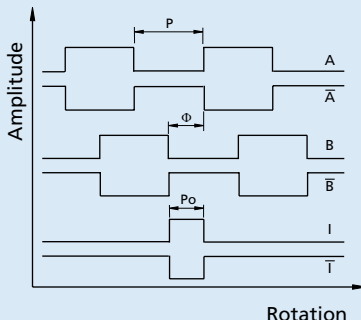 Amplitude
P
A
A̅
Φ
B
B̅
Po
I
I̅
Rotation